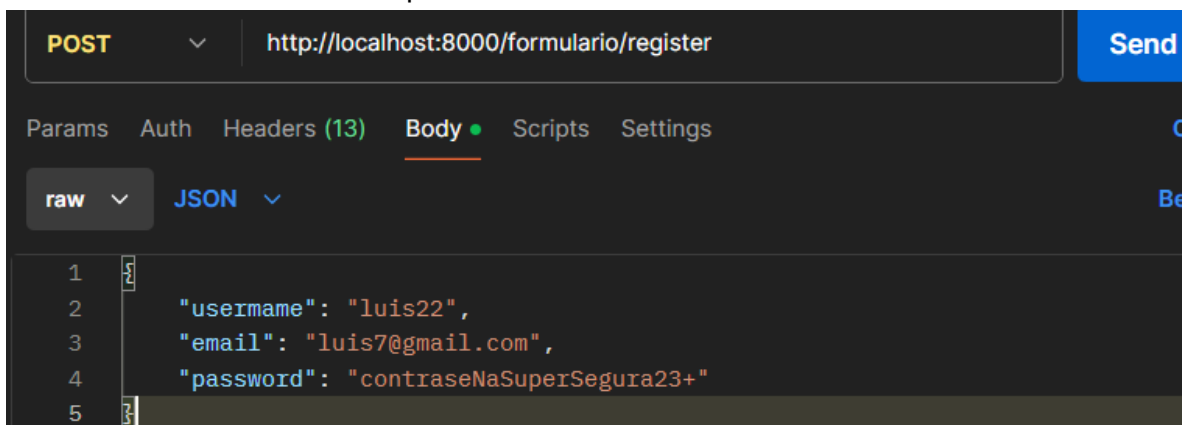 POST http://localhost:8000/formulario/register Send
Params Auth Headers (13) Body Scripts Settings
raw JSON
1 {
2 "usermame": "luis22",
3 "email": "luis7@gmail.com",
4 "password": "contraseNaSuperSegura23+"
5 }